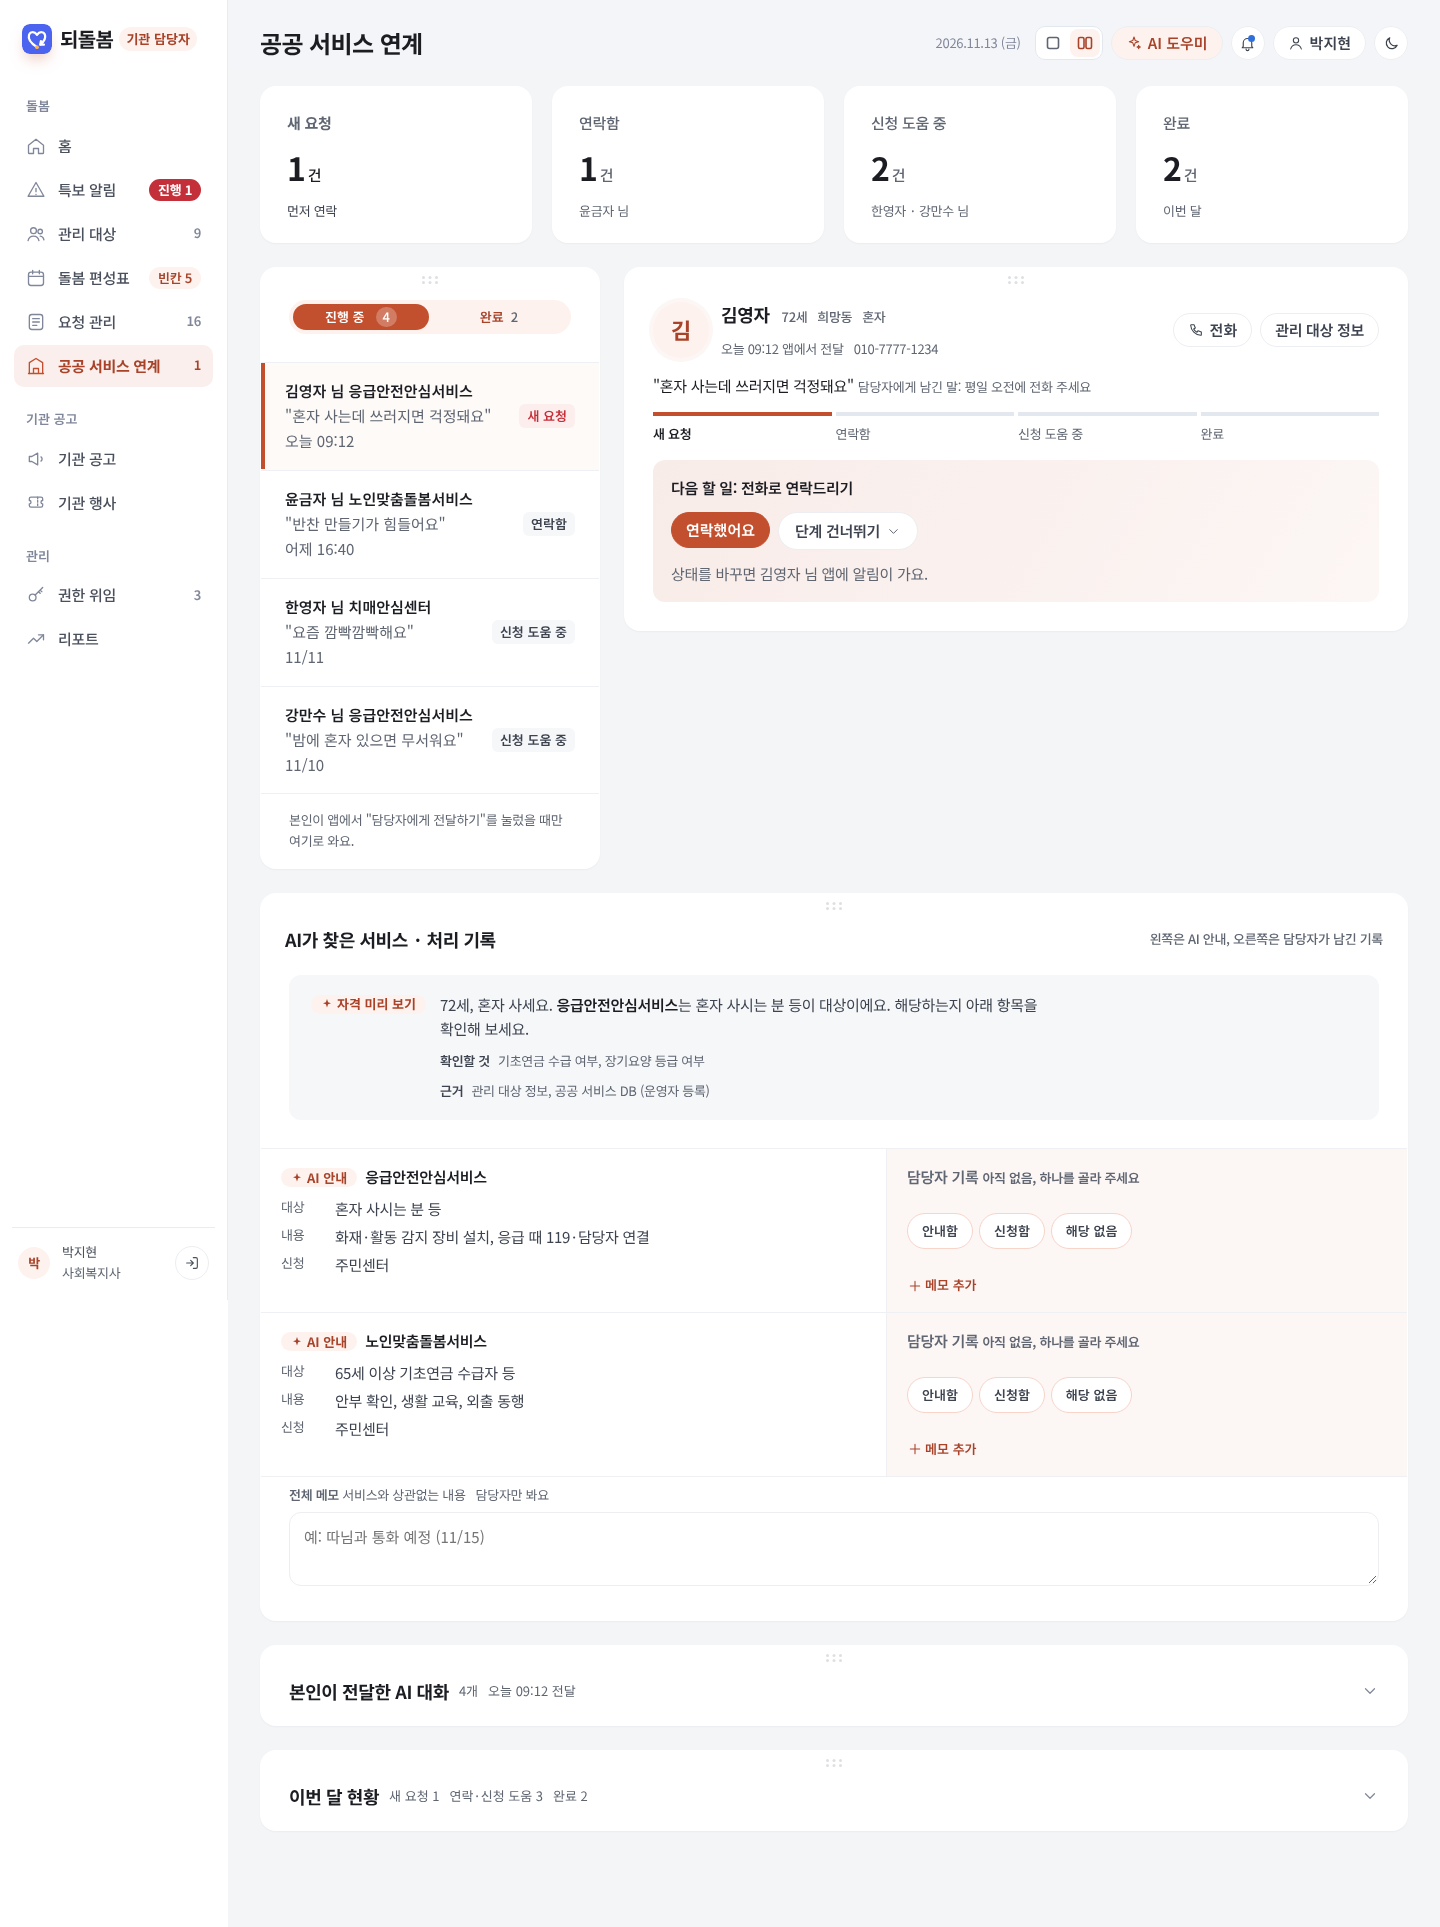 되돌봄 기관 담당자
돌봄
홈
특보 알림 진행 1
관리 대상 9
돌봄 편성표 빈칸 5
요청 관리 16
공공 서비스 연계 1
기관 공고
기관 공고
기관 행사
관리
권한 위임 3
리포트
박 박지현
사회복지사
공공 서비스 연계
2026.11.13 (금) AI 도우미 박지현
새 요청
1건
먼저 연락
연락함
1건
윤금자 님
신청 도움 중
2건
한영자 · 강만수 님
완료
2건
이번 달
진행 중 4 완료 2
김영자 님 응급안전안심서비스
"혼자 사는데 쓰러지면 걱정돼요" 새 요청
오늘 09:12
윤금자 님 노인맞춤돌봄서비스
"반찬 만들기가 힘들어요" 연락함
어제 16:40
한영자 님 치매안심센터
"요즘 깜빡깜빡해요" 신청 도움 중
11/11
강만수 님 응급안전안심서비스
"밤에 혼자 있으면 무서워요" 신청 도움 중
11/10
본인이 앱에서 "담당자에게 전달하기"를 눌렀을 때만
여기로 와요.
김 김영자 72세 희망동 혼자
오늘 09:12 앱에서 전달 010-7777-1234
전화 관리 대상 정보
"혼자 사는데 쓰러지면 걱정돼요" 담당자에게 남긴 말: 평일 오전에 전화 주세요
새 요청 연락함 신청 도움 중 완료
다음 할 일: 전화로 연락드리기
연락했어요 단계 건너뛰기
상태를 바꾸면 김영자 님 앱에 알림이 가요.
AI가 찾은 서비스 · 처리 기록 왼쪽은 AI 안내, 오른쪽은 담당자가 남긴 기록
자격 미리 보기 72세, 혼자 사세요. 응급안전안심서비스는 혼자 사시는 분 등이 대상이에요. 해당하는지 아래 항목을
확인해 보세요.
확인할 것 기초연금 수급 여부, 장기요양 등급 여부
근거 관리 대상 정보, 공공 서비스 DB (운영자 등록)
AI 안내 응급안전안심서비스
대상 혼자 사시는 분 등
내용 화재·활동 감지 장비 설치, 응급 때 119·담당자 연결
신청 주민센터
담당자 기록 아직 없음, 하나를 골라 주세요
안내함 신청함 해당 없음
메모 추가
AI 안내 노인맞춤돌봄서비스
대상 65세 이상 기초연금 수급자 등
내용 안부 확인, 생활 교육, 외출 동행
신청 주민센터
담당자 기록 아직 없음, 하나를 골라 주세요
안내함 신청함 해당 없음
메모 추가
전체 메모 서비스와 상관없는 내용 담당자만 봐요
예: 따님과 통화 예정 (11/15)
본인이 전달한 AI 대화 4개 오늘 09:12 전달
이번 달 현황 새 요청 1 연락·신청 도움 3 완료 2